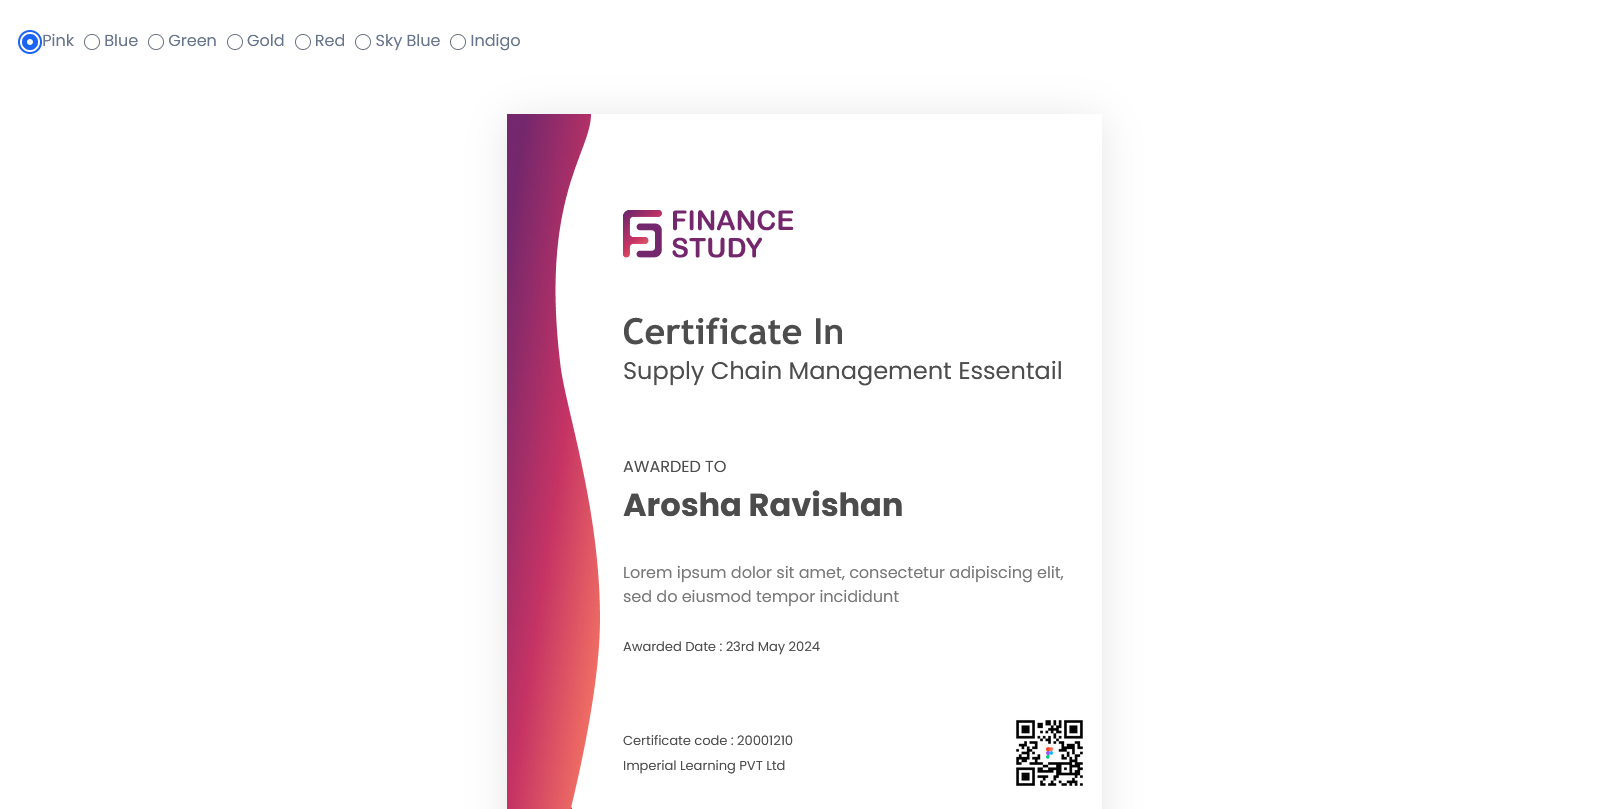 Pink Blue Green Gold Red Sky Blue Indigo
FINANCE
STUDY
Certificate In
Supply Chain Management Essentail
AWARDED TO
Arosha Ravishan
Lorem ipsum dolor sit amet, consectetur adipiscing elit,
sed do eiusmod tempor incididunt
Awarded Date : 23rd May 2024
Certificate code : 20001210
Imperial Learning PVT Ltd